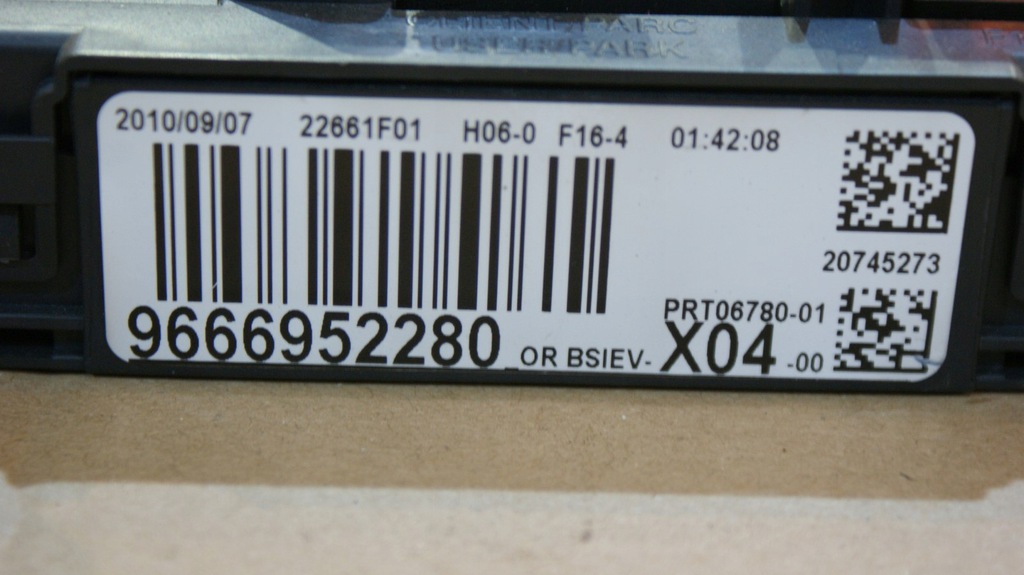 2010/09/07 22661F01 H06-0 F16-4 01:42:08
20745273
PRT06780-01
9666952280 OR BSIEV- X04 -00